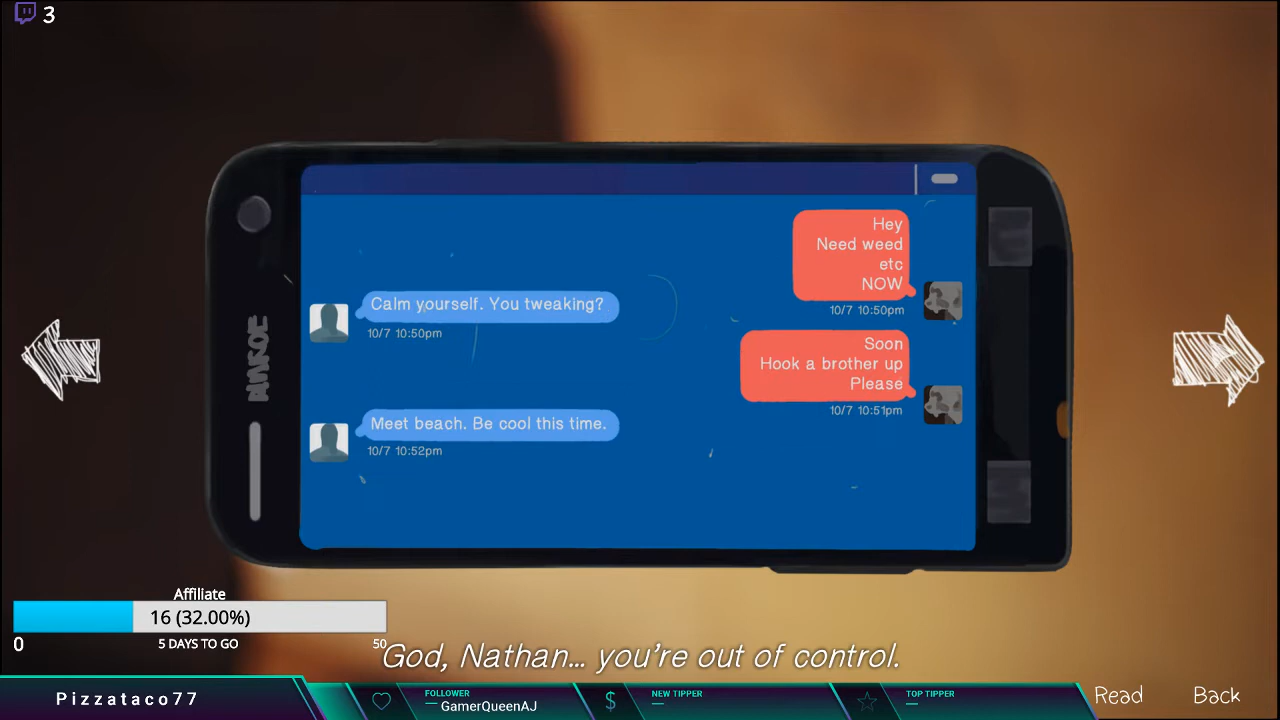 3
Hey
Need weed
etc
NOW
10/7 10:50pm
Calm yourself. You tweaking?
10/7 10:50pm
Soon
Hook a brother up
Please
10/7 10:51pm
Meet beach. Be cool this time.
10/7 10:52pm
Affiliate
16 (32.00%)
0
5 DAYS TO GO
50
God, Nathan... you're out of control.
Pizzataco77
FOLLOWER
GamerQueenAJ
$
NEW TIPPER
TOP TIPPER
Read
Back